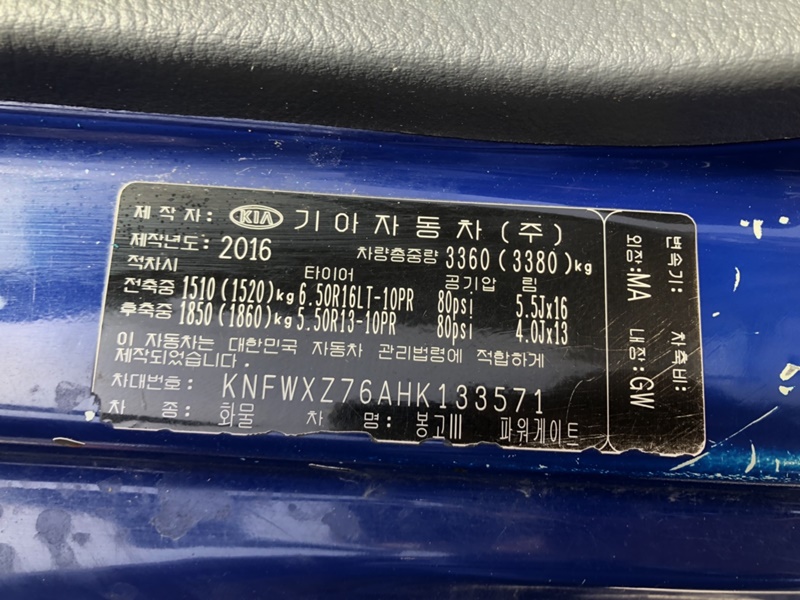 제 작 자: KIA 기아자동차(주)
제작년도: 2016 차량총중량 3360(3380)kg
적차시 타이어 공기압 림
전축중 1510(1520)kg 6.50R16LT-10PR 80psi 5.5Jx16
후축중 1850(1860)kg 5.50R13-10PR 80psi 4.0Jx13
이 자동차는 대한민국 자동차 관리법령에 적합하게
제작되었습니다.
차대번호: KNFWXZ76AHK133571
차 종: 화물 차 명: 봉고III 파워게이트
변속기: 차축비:
외장:MA 내장:GW